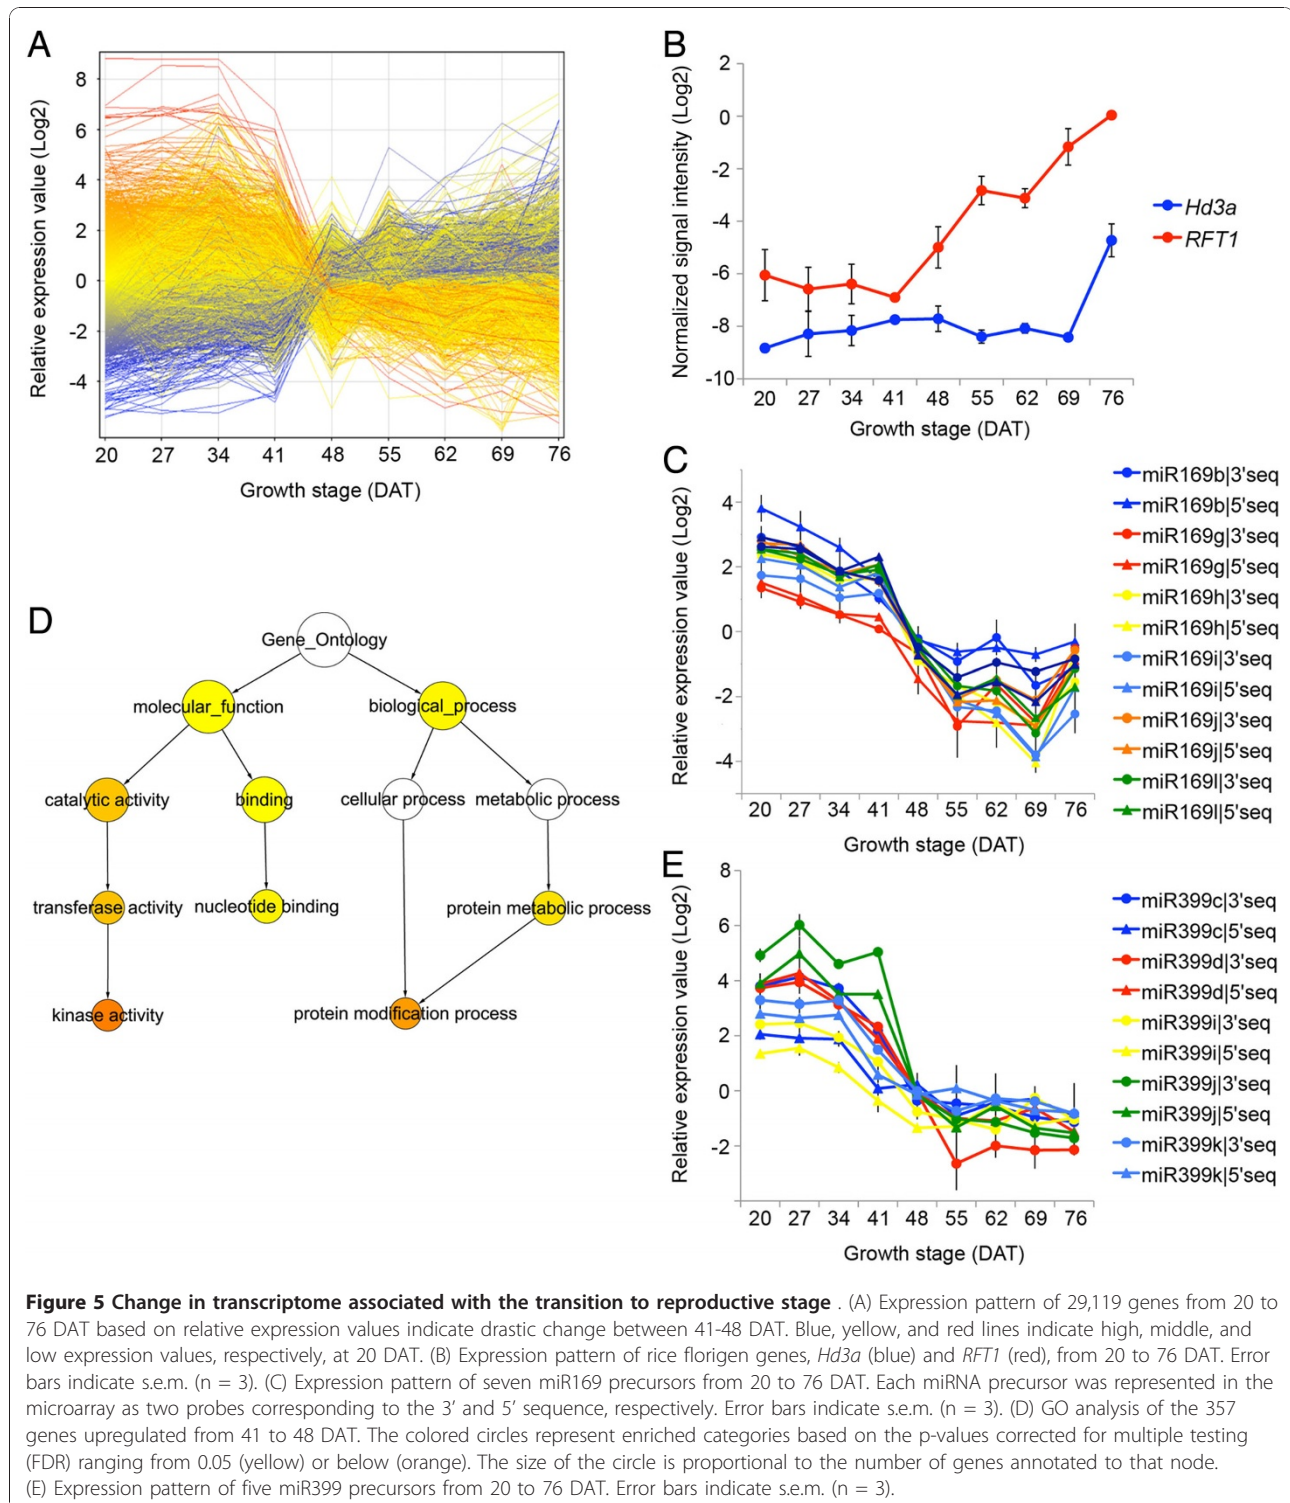 A
Relative expression value (Log2)
8
6
4
2
0
-2
-4
20 27 34 41 48 55 62 69 76
Growth stage (DAT)
B
Normalized signal intensity (Log2)
2
0
-2
-4
-6
-8
-10
20 27 34 41 48 55 62 69 76
Growth stage (DAT)
Hd3a
RFT1
C
Relative expression value (Log2)
4
2
0
-2
-4
20 27 34 41 48 55 62 69 76
Growth stage (DAT)
miR169b|3'seq
miR169b|5'seq
miR169g|3'seq
miR169g|5'seq
miR169h|3'seq
miR169h|5'seq
miR169i|3'seq
miR169i|5'seq
miR169j|3'seq
miR169j|5'seq
miR169l|3'seq
miR169l|5'seq
D
Gene_Ontology
molecular_function
biological_process
catalytic activity
binding
cellular process
metabolic process
transferase activity
nucleotide binding
protein metabolic process
kinase activity
protein modification process
E
Relative expression value (Log2)
8
6
4
2
0
-2
20 27 34 41 48 55 62 69 76
Growth stage (DAT)
miR399c|3'seq
miR399c|5'seq
miR399d|3'seq
miR399d|5'seq
miR399i|3'seq
miR399i|5'seq
miR399j|3'seq
miR399j|5'seq
miR399k|3'seq
miR399k|5'seq
Figure 5 Change in transcriptome associated with the transition to reproductive stage . (A) Expression pattern of 29,119 genes from 20 to
76 DAT based on relative expression values indicate drastic change between 41-48 DAT. Blue, yellow, and red lines indicate high, middle, and
low expression values, respectively, at 20 DAT. (B) Expression pattern of rice florigen genes, Hd3a (blue) and RFT1 (red), from 20 to 76 DAT. Error
bars indicate s.e.m. (n = 3). (C) Expression pattern of seven miR169 precursors from 20 to 76 DAT. Each miRNA precursor was represented in the
microarray as two probes corresponding to the 3' and 5' sequence, respectively. Error bars indicate s.e.m. (n = 3). (D) GO analysis of the 357
genes upregulated from 41 to 48 DAT. The colored circles represent enriched categories based on the p-values corrected for multiple testing
(FDR) ranging from 0.05 (yellow) or below (orange). The size of the circle is proportional to the number of genes annotated to that node.
(E) Expression pattern of five miR399 precursors from 20 to 76 DAT. Error bars indicate s.e.m. (n = 3).